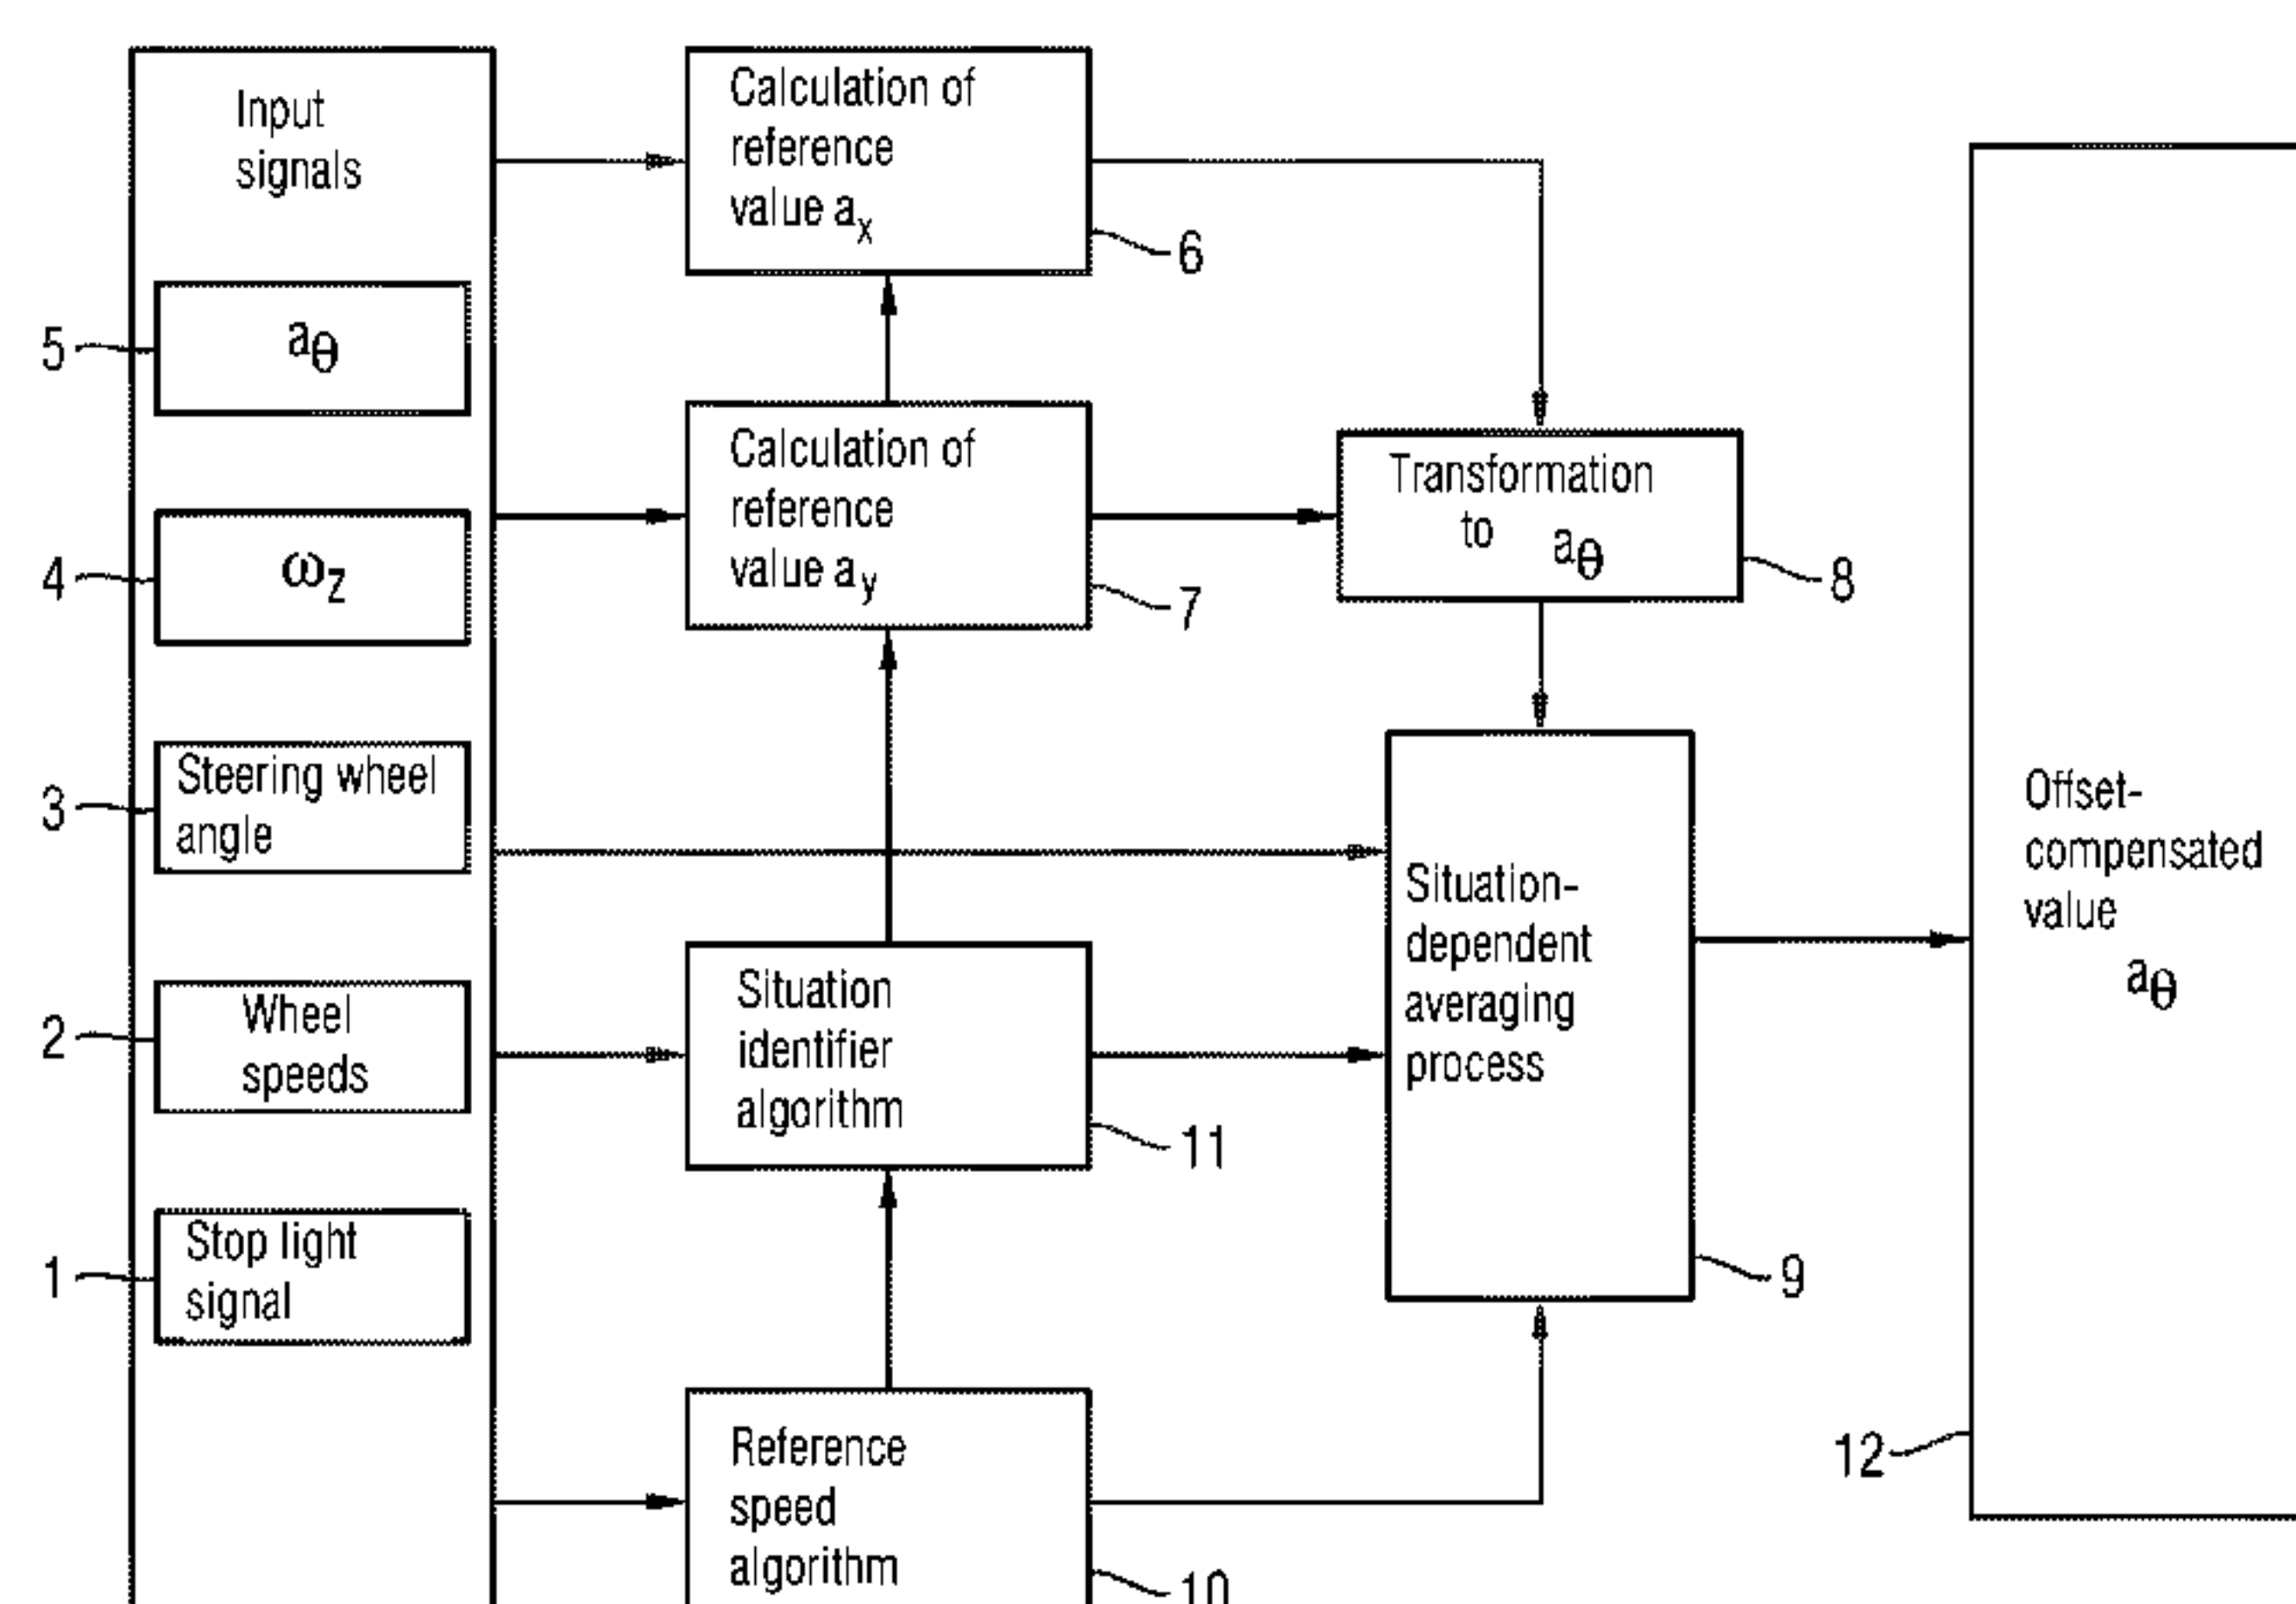 Input
signals
5
aθ
4
ωz
3
Steering wheel
angle
2
Wheel
speeds
1
Stop light
signal
Calculation of
reference
value ax
6
Calculation of
reference
value ay
7
Situation
identifier
algorithm
11
Reference
speed
algorithm
10
Transformation
to aθ
8
Situation-
dependent
averaging
process
9
Offset-
compensated
value
aθ
12